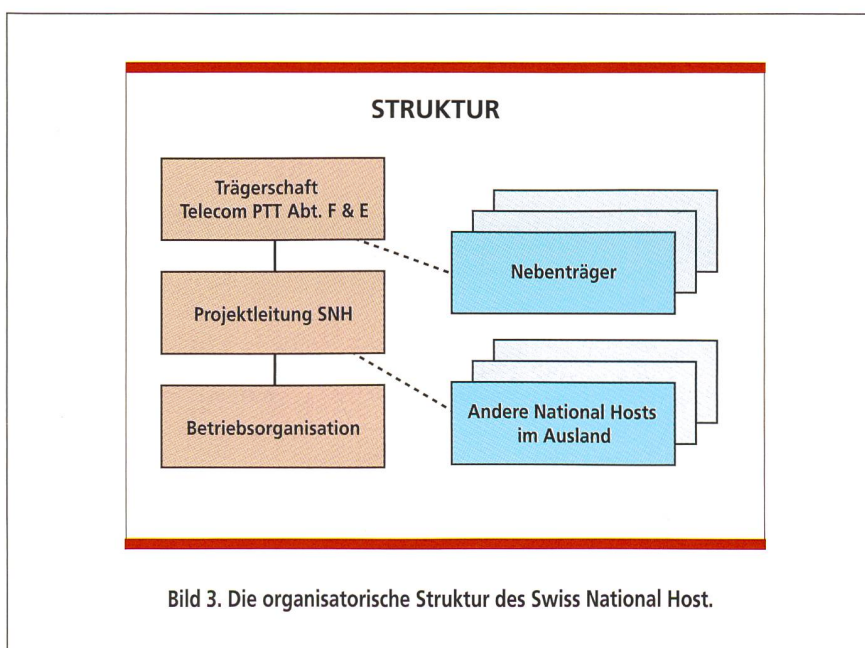 STRUKTUR
Trägerschaft
Telecom PTT Abt. F & E
Nebenträger
Projektleitung SNH
Andere National Hosts
im Ausland
Betriebsorganisation
Bild 3. Die organisatorische Struktur des Swiss National Host.